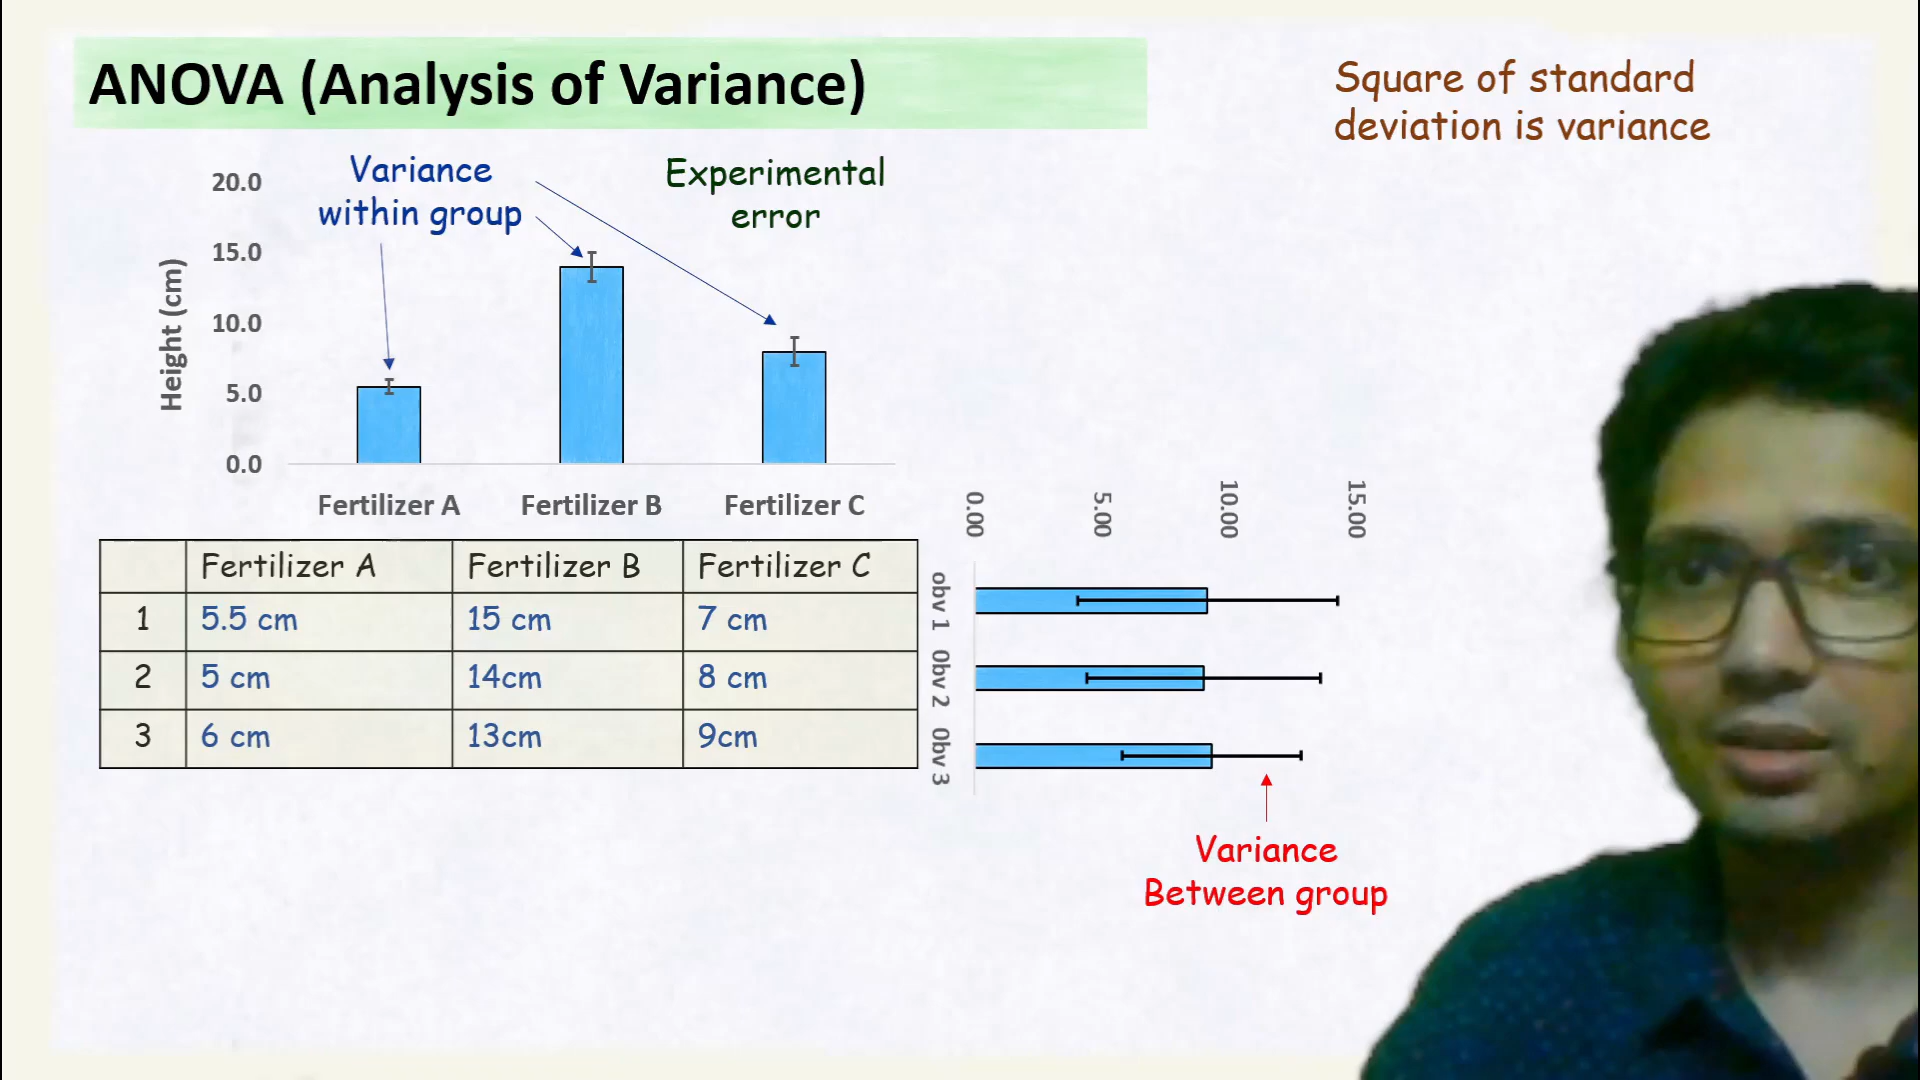 ANOVA (Analysis of Variance)
Square of standard
deviation is variance
Variance
within group
Experimental
error
Height (cm)
20.0
15.0
10.0
5.0
0.0
Fertilizer A Fertilizer B Fertilizer C
Fertilizer A Fertilizer B Fertilizer C
1 5.5 cm 15 cm 7 cm
2 5 cm 14cm 8 cm
3 6 cm 13cm 9cm
0.00 5.00 10.00 15.00
obv 1
0bv 2
0bv 3
Variance
Between group